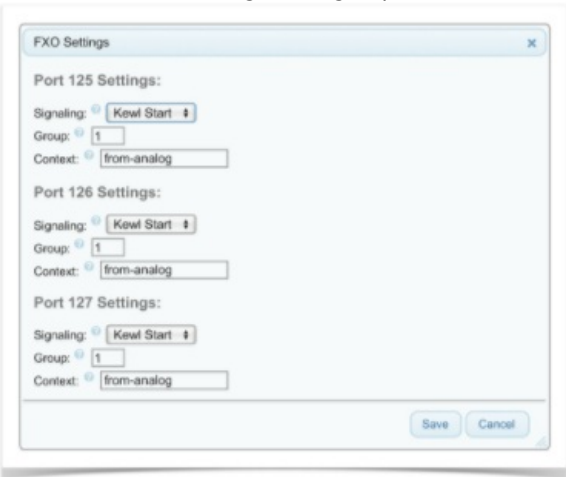 FXO Settings ×
Port 125 Settings:
Signaling: Kewl Start
Group: 1
Context: from-analog
Port 126 Settings:
Signaling: Kewl Start
Group: 1
Context: from-analog
Port 127 Settings:
Signaling: Kewl Start
Group: 1
Context: from-analog
Save Cancel